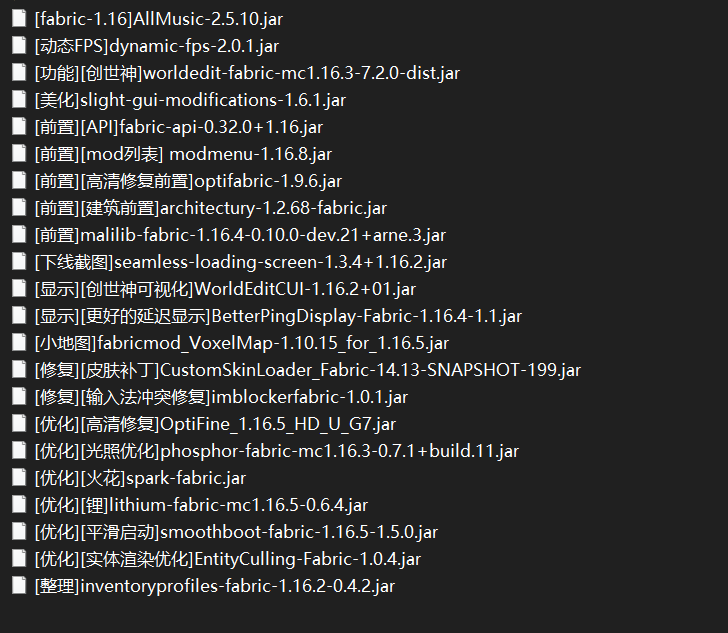 [fabric-1.16]AllMusic-2.5.10.jar
[动态FPS]dynamic-fps-2.0.1.jar
[功能][创世神]worldedit-fabric-mc1.16.3-7.2.0-dist.jar
[美化]slight-gui-modifications-1.6.1.jar
[前置][API]fabric-api-0.32.0+1.16.jar
[前置][mod列表] modmenu-1.16.8.jar
[前置][高清修复前置]optifabric-1.9.6.jar
[前置][建筑前置]architectury-1.2.68-fabric.jar
[前置]malilib-fabric-1.16.4-0.10.0-dev.21+arne.3.jar
[下线截图]seamless-loading-screen-1.3.4+1.16.2.jar
[显示][创世神可视化]WorldEditCUI-1.16.2+01.jar
[显示][更好的延迟显示]BetterPingDisplay-Fabric-1.16.4-1.1.jar
[小地图]fabricmod_VoxelMap-1.10.15_for_1.16.5.jar
[修复][皮肤补丁]CustomSkinLoader_Fabric-14.13-SNAPSHOT-199.jar
[修复][输入法冲突修复]imblockerfabric-1.0.1.jar
[优化][高清修复]OptiFine_1.16.5_HD_U_G7.jar
[优化][光照优化]phosphor-fabric-mc1.16.3-0.7.1+build.11.jar
[优化][火花]spark-fabric.jar
[优化][锂]lithium-fabric-mc1.16.5-0.6.4.jar
[优化][平滑启动]smoothboot-fabric-1.16.5-1.5.0.jar
[优化][实体渲染优化]EntityCulling-Fabric-1.0.4.jar
[整理]inventoryprofiles-fabric-1.16.2-0.4.2.jar